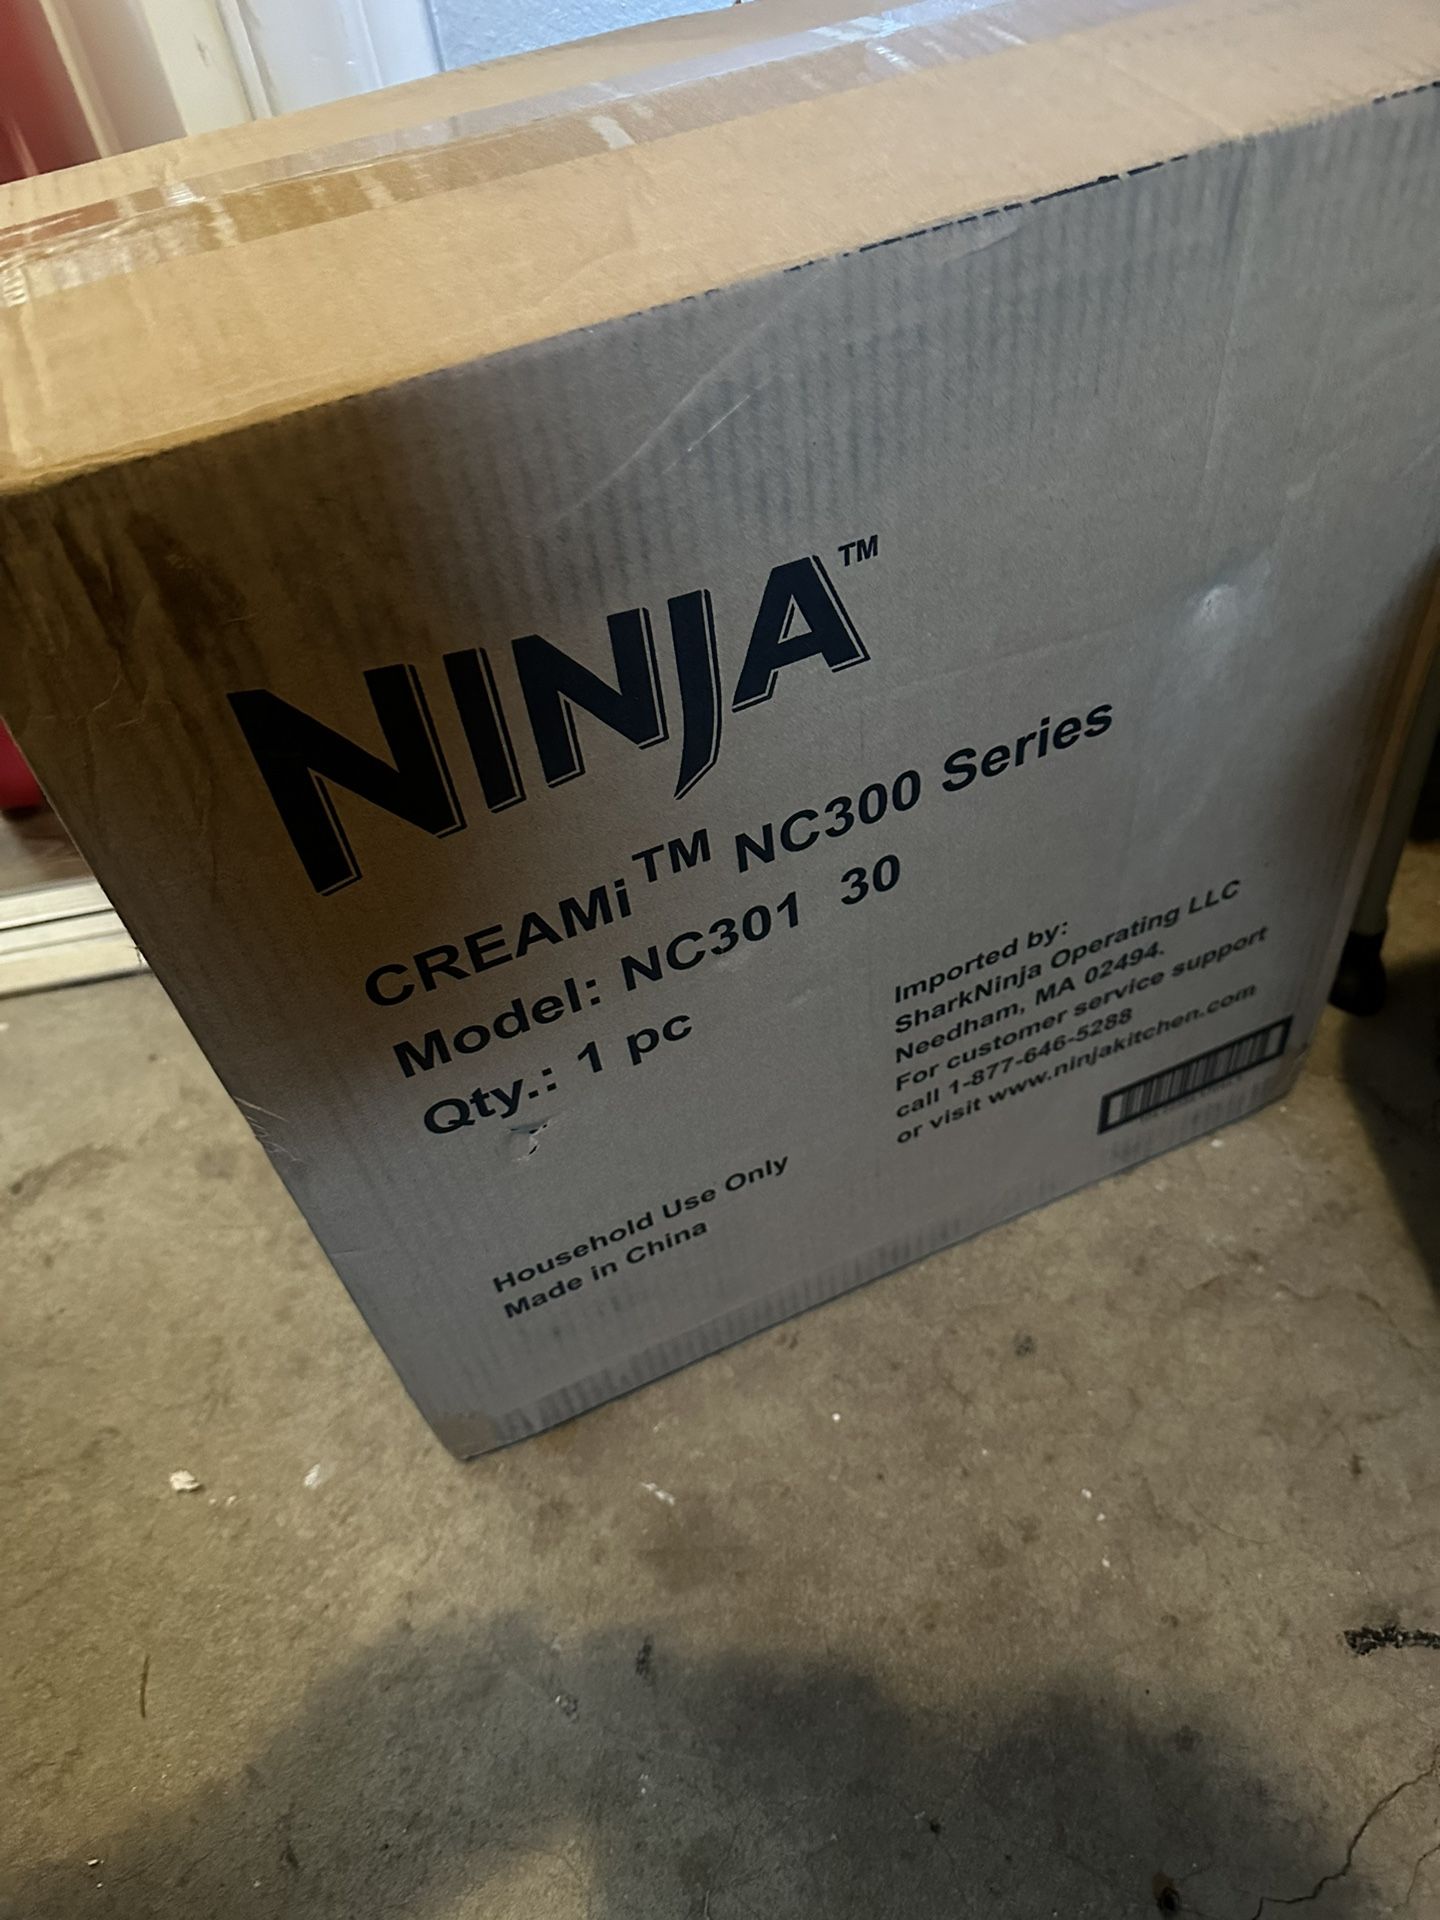 NINJA™
CREAMi™ NC300 Series
Model: NC301 30
Qty.: 1 pc
Imported by:
SharkNinja Operating LLC
Needham, MA 02494.
For customer service support
call 1-877-646-5288
or visit www.ninjakitchen.com
Household Use Only
Made in China